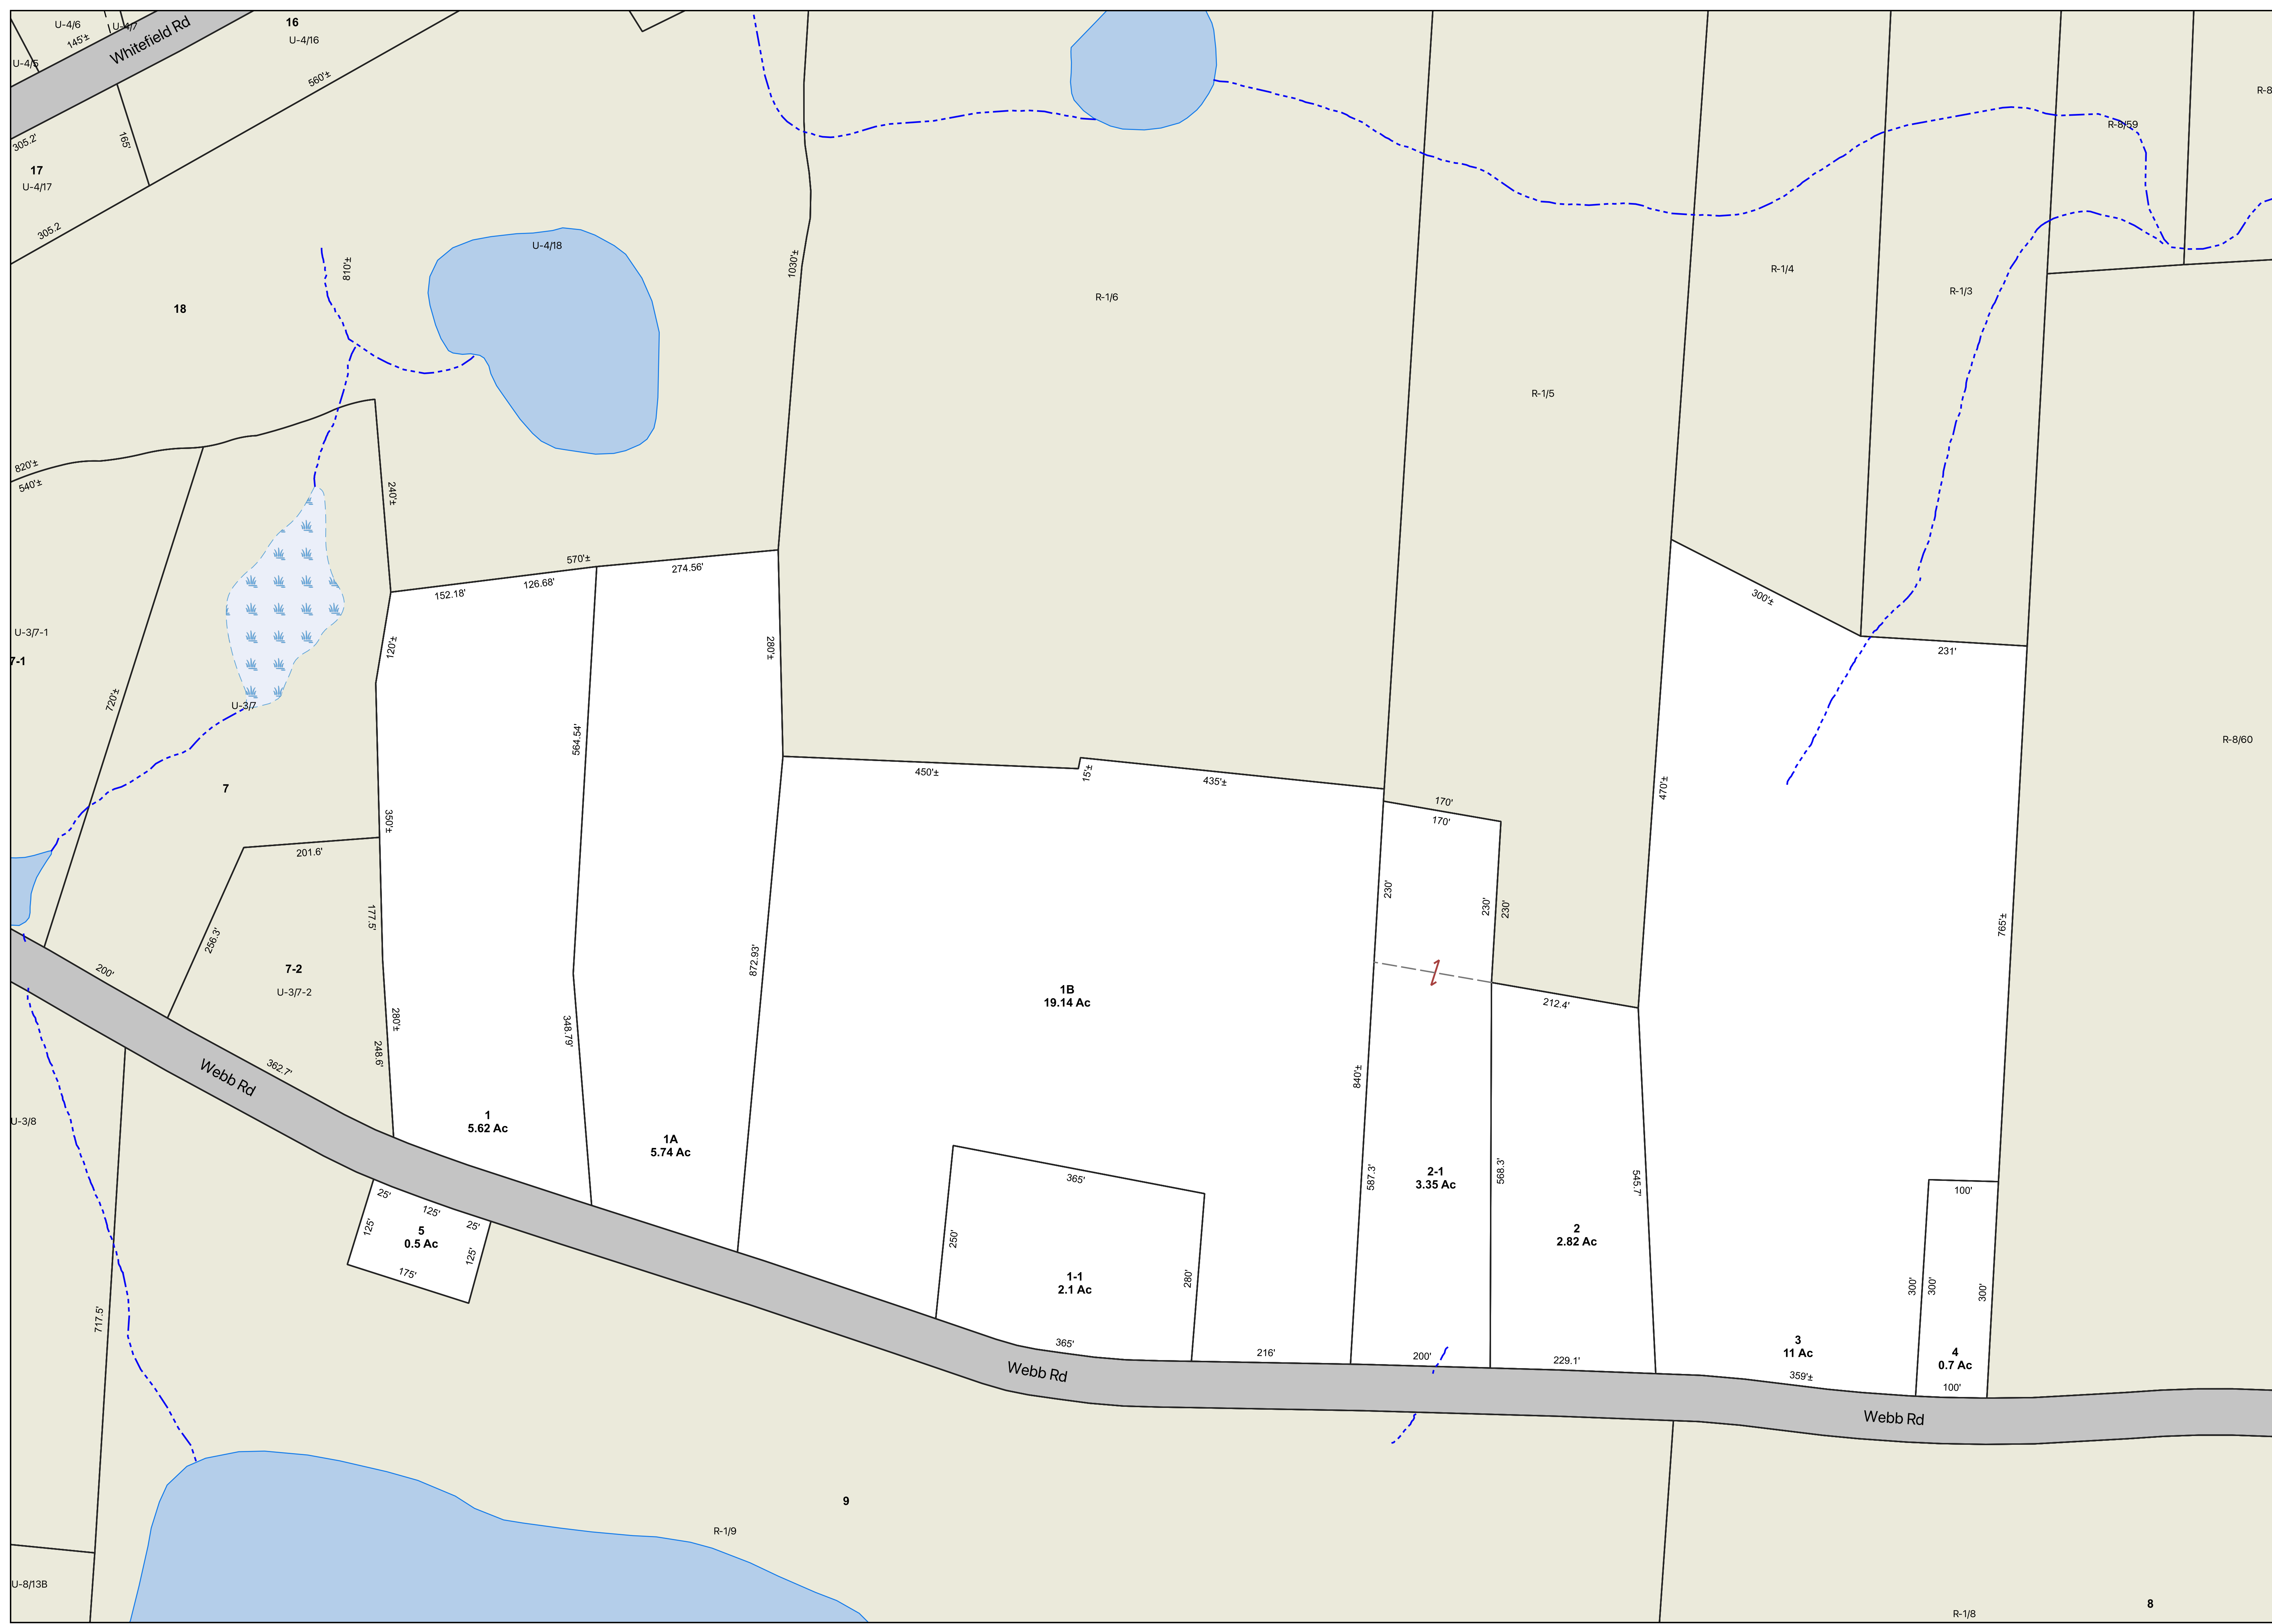 U-4/6
U-4/7
16
U-4/16
145'±
Whitefield Rd
U-4/5
560'±
R-8
305.2'
165'
R-8/59
17
U-4/17
305.2
U-4/18
810'±
1030'±
R-1/4
R-1/3
R-1/6
18
R-1/5
820'±
540'±
240'±
570'±
274.56'
126.68'
152.18'
300'±
U-3/7-1
120'±
280'±
231'
7-1
720'±
U-3/7
564.54'
R-8/60
7
450'±
15'±
435'±
470'±
170'
170'
350'±
201.6'
230'
230'
230'
177.5'
765'±
256.3'
872.93'
7-2
U-3/7-2
200'
1B
19.14 Ac
212.4'
280'±
348.79'
248.6'
362.7'
Webb Rd
840'±
U-3/8
1
5.62 Ac
1A
5.74 Ac
365'
587.3'
2-1
3.35 Ac
568.3'
545.7'
100'
25'
125'
25'
125'
5
0.5 Ac
125'
175'
250'
2
2.82 Ac
1-1
2.1 Ac
280'
300'
300'
300'
717.5'
365'
216'
200'
229.1'
3
11 Ac
4
0.7 Ac
359'±
100'
Webb Rd
Webb Rd
9
R-1/9
U-8/13B
8
R-1/8